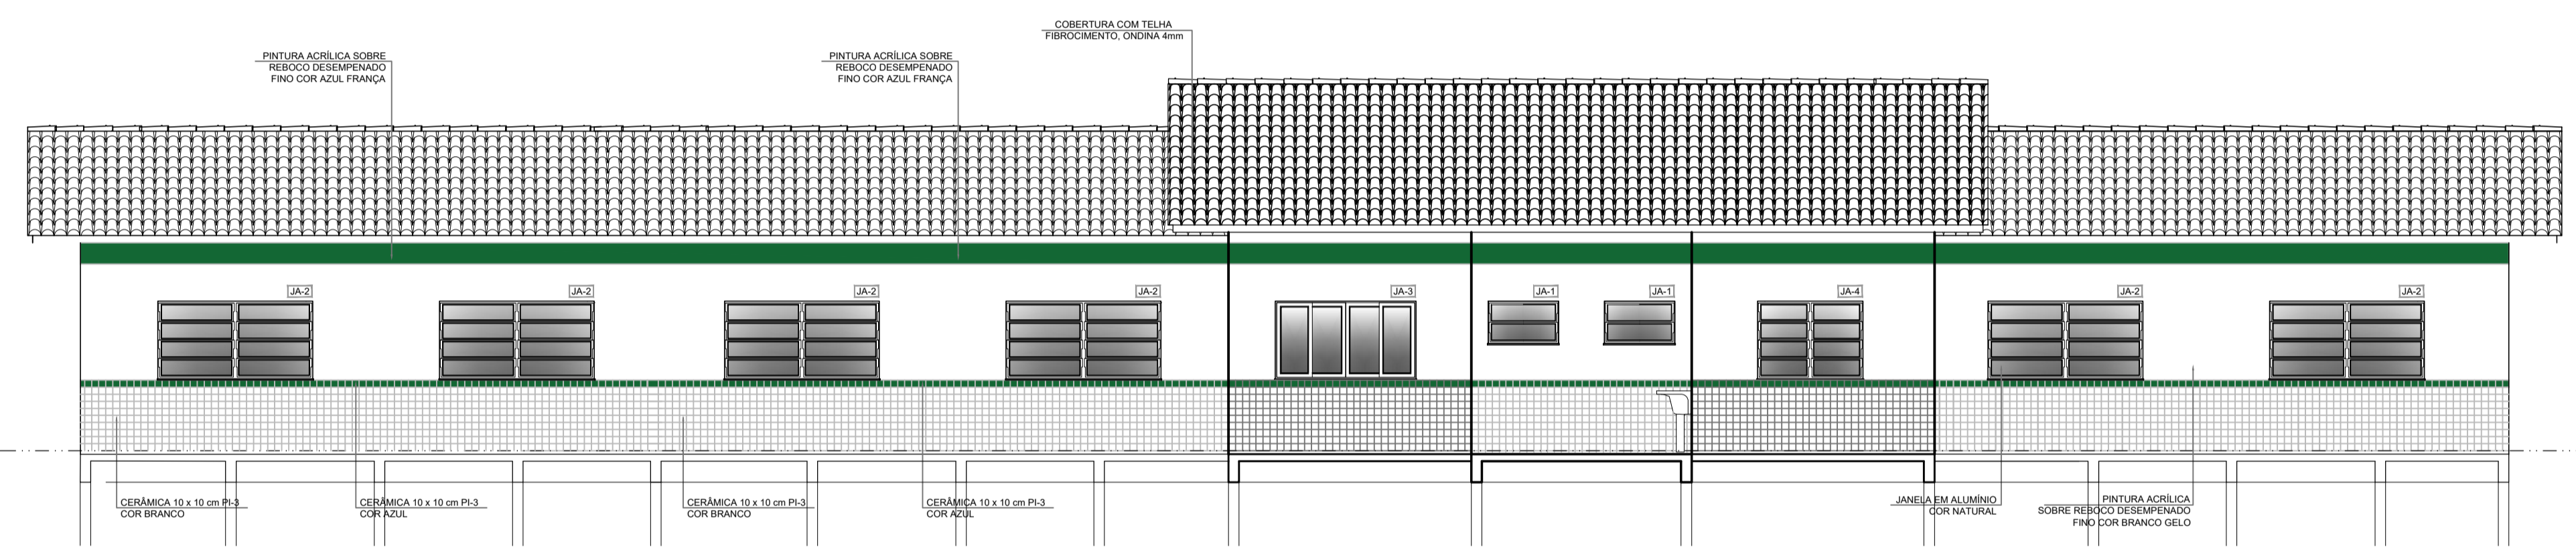 COBERTURA COM TELHA
FIBROCIMENTO, ONDINA 4mm
PINTURA ACRÍLICA SOBRE
REBOCO DESEMPENADO
FINO COR AZUL FRANÇA
PINTURA ACRÍLICA SOBRE
REBOCO DESEMPENADO
FINO COR AZUL FRANÇA
JA-2
JA-2
JA-2
JA-2
JA-3
JA-1
JA-1
JA-4
JA-2
JA-2
CERÂMICA 10 x 10 cm PI-3
COR BRANCO
CERÂMICA 10 x 10 cm PI-3
COR AZUL
CERÂMICA 10 x 10 cm PI-3
COR BRANCO
CERÂMICA 10 x 10 cm PI-3
COR AZUL
JANELA EM ALUMÍNIO
COR NATURAL
PINTURA ACRÍLICA
SOBRE REBOCO DESEMPENADO
FINO COR BRANCO GELO